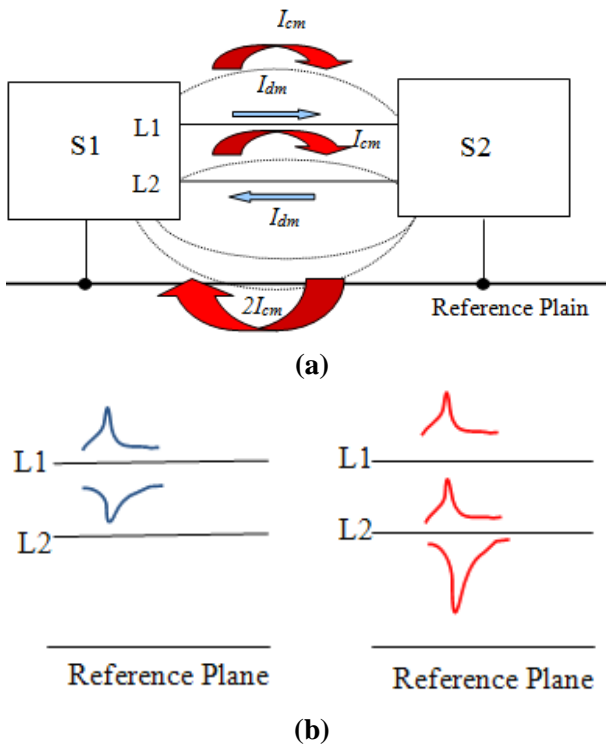 Icm
Idm
L1
S1
Icm
S2
L2
Idm
2Icm
Reference Plain
(a)
L1
L1
L2
L2
Reference Plane
Reference Plane
(b)